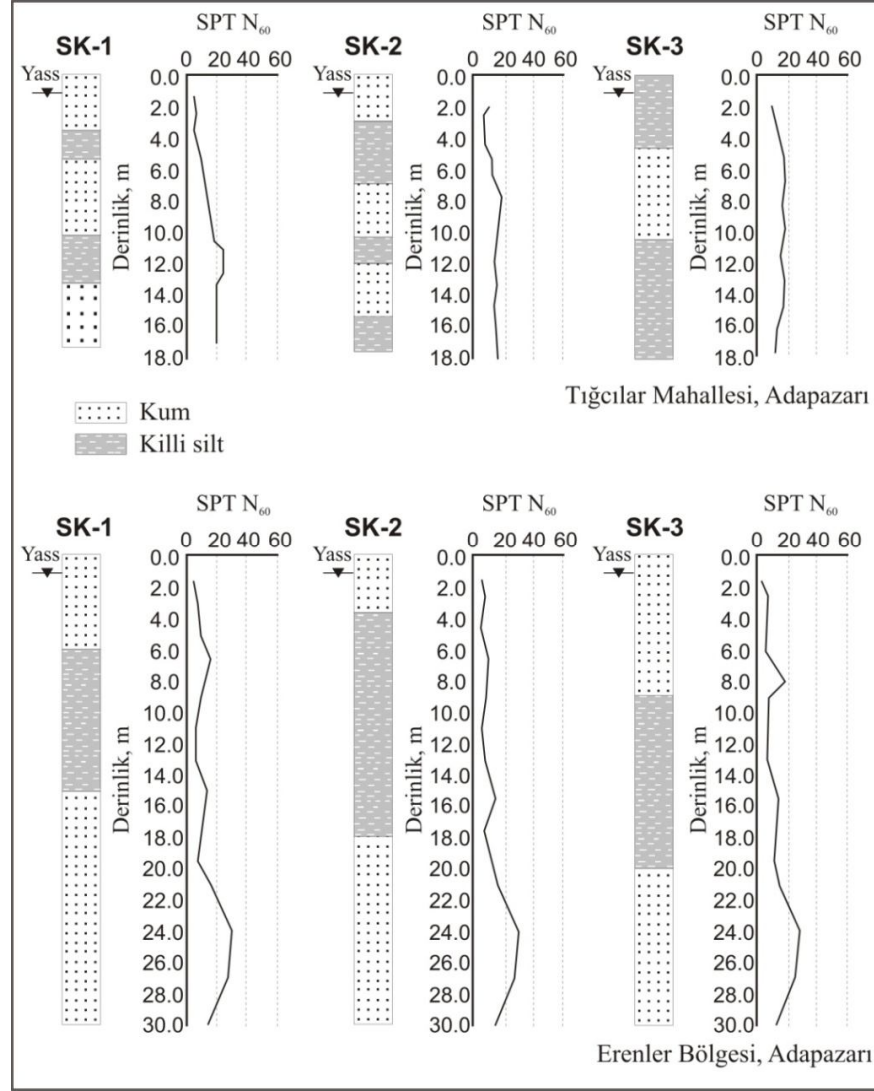 SPT N60 SPT N60 SPT N60
SK-1 SK-2 SK-3
0 20 40 60 0 20 40 60 0 20 40 60
Yass 0.0 Yass 0.0 Yass 0.0
2.0 2.0 2.0
4.0 4.0 4.0
6.0 6.0 6.0
8.0 8.0 8.0
10.0 10.0 10.0
12.0 12.0 12.0
14.0 14.0 14.0
16.0 16.0 16.0
18.0 18.0 18.0
Derinlik, m Derinlik, m Derinlik, m
Tığcılar Mahallesi, Adapazarı
Kum
Killi silt
SPT N60 SPT N60 SPT N60
SK-1 SK-2 SK-3
0 20 40 60 0 20 40 60 0 20 40 60
Yass 0.0 Yass 0.0 Yass 0.0
2.0 2.0 2.0
4.0 4.0 4.0
6.0 6.0 6.0
8.0 8.0 8.0
10.0 10.0 10.0
12.0 12.0 12.0
14.0 14.0 14.0
16.0 16.0 16.0
18.0 18.0 18.0
20.0 20.0 20.0
22.0 22.0 22.0
24.0 24.0 24.0
26.0 26.0 26.0
28.0 28.0 28.0
30.0 30.0 30.0
Derinlik, m Derinlik, m Derinlik, m
Erenler Bölgesi, Adapazarı